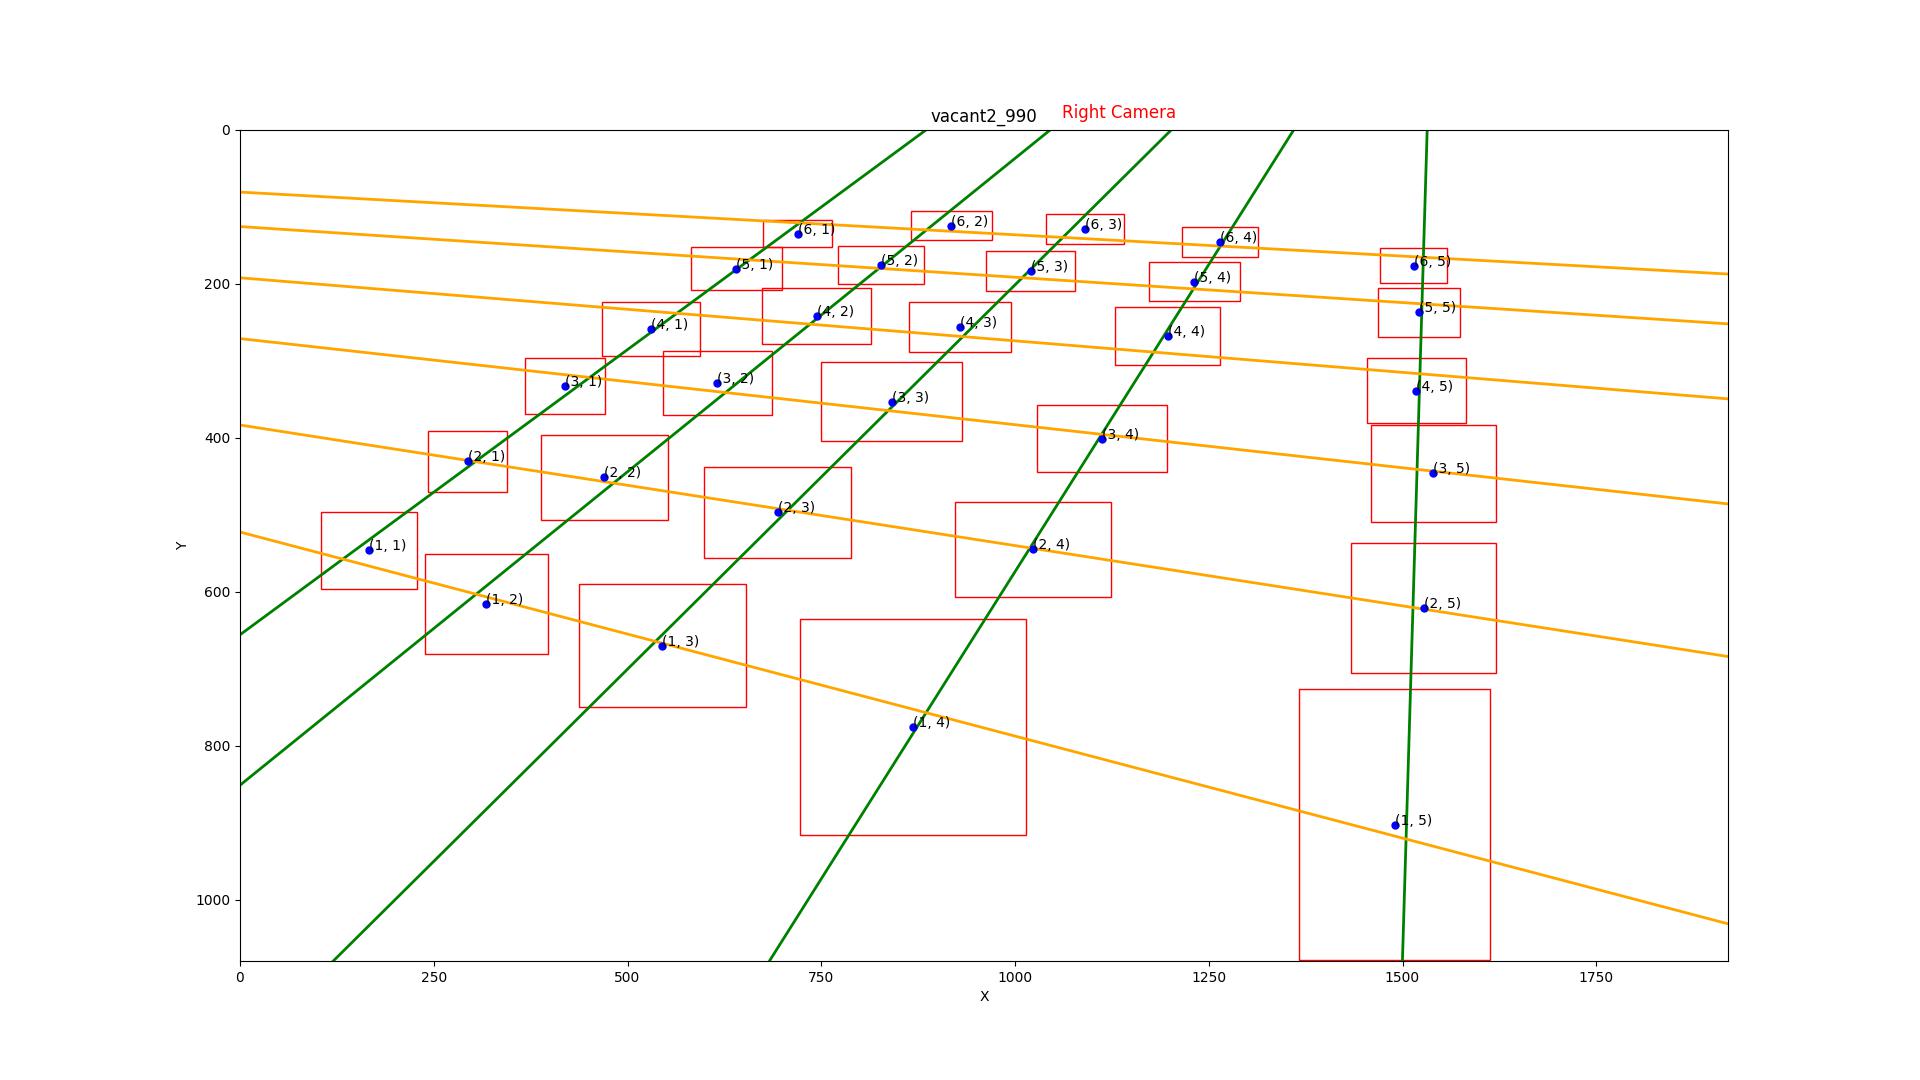 vacant2_990 Right Camera
0
(6, 1) (6, 2) (6, 3) (6, 4) (6, 5)
200
(5, 1) (5, 2) (5, 3) (5, 4) (5, 5)
(4, 1) (4, 2) (4, 3) (4, 4) (4, 5)
(3, 1) (3, 2) (3, 3) (3, 4) (3, 5)
400
(2, 1) (2, 2) (2, 3) (2, 4) (2, 5)
Y
(1, 1) (1, 2) (1, 3) (1, 4) (1, 5)
600
800
1000
0 250 500 750 1000 1250 1500 1750
X